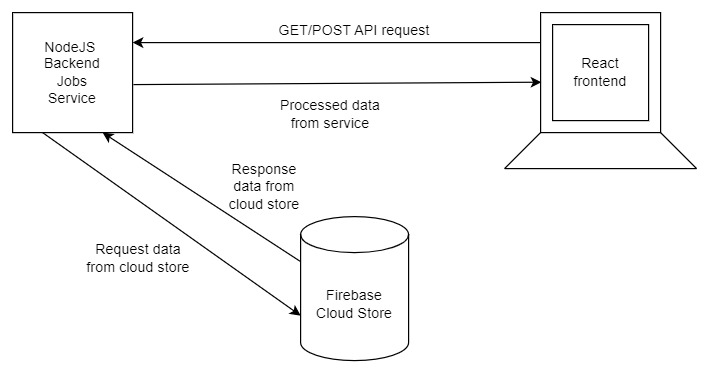 GET/POST API request
NodeJS
Backend
Jobs
Service
React
frontend
Processed data
from service
Response
data from
cloud store
Request data
from cloud store
Firebase
Cloud Store